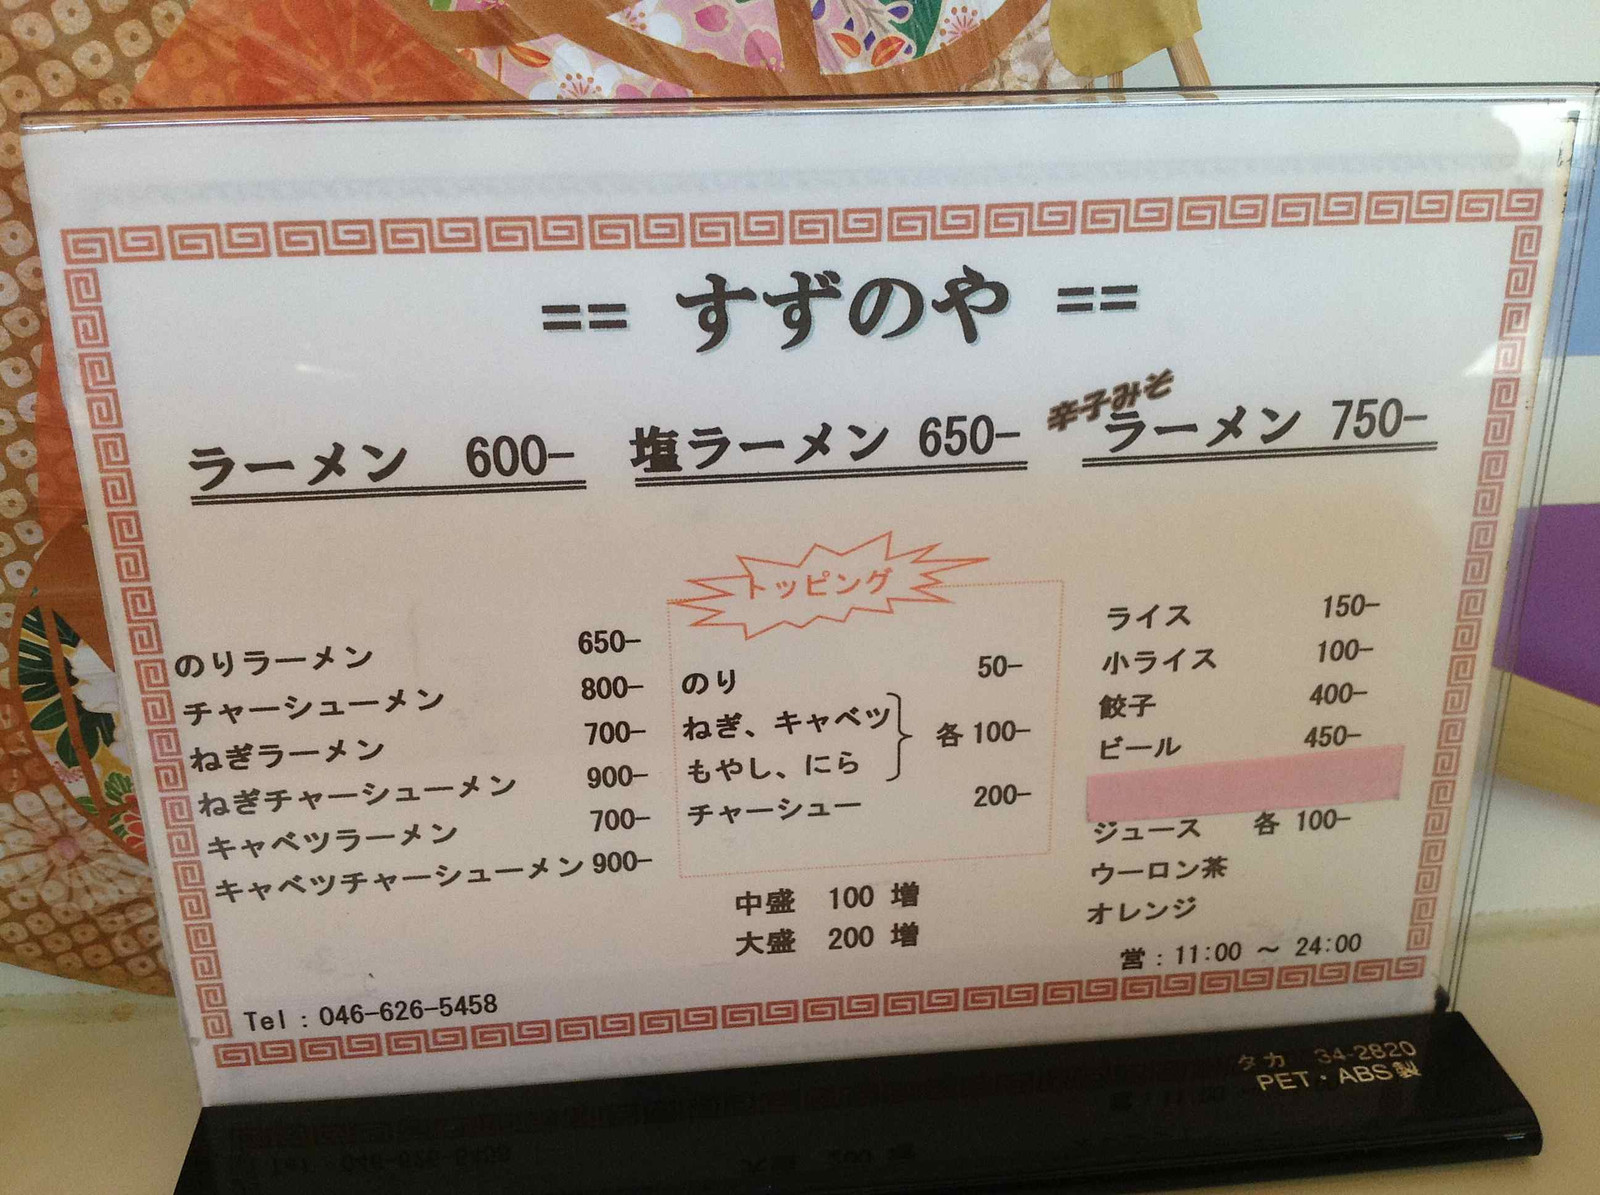 == すずのや ==
ラーメン 600-
塩ラーメン 650-
辛子みそ
ラーメン 750-
のりラーメン 650-
チャーシューメン 800-
ねぎラーメン 700-
ねぎチャーシューメン 900-
キャベツラーメン 700-
キャベツチャーシューメン 900-
トッピング
のり 50-
ねぎ、キャベツ
もやし、にら
各 100-
チャーシュー 200-
中盛 100 増
大盛 200 増
ライス 150-
小ライス 100-
餃子 400-
ビール 450-
ジュース 各 100-
ウーロン茶
オレンジ
営：11:00 ～ 24:00
Tel：046-626-5458
タカ 34-2820
PET・ABS製